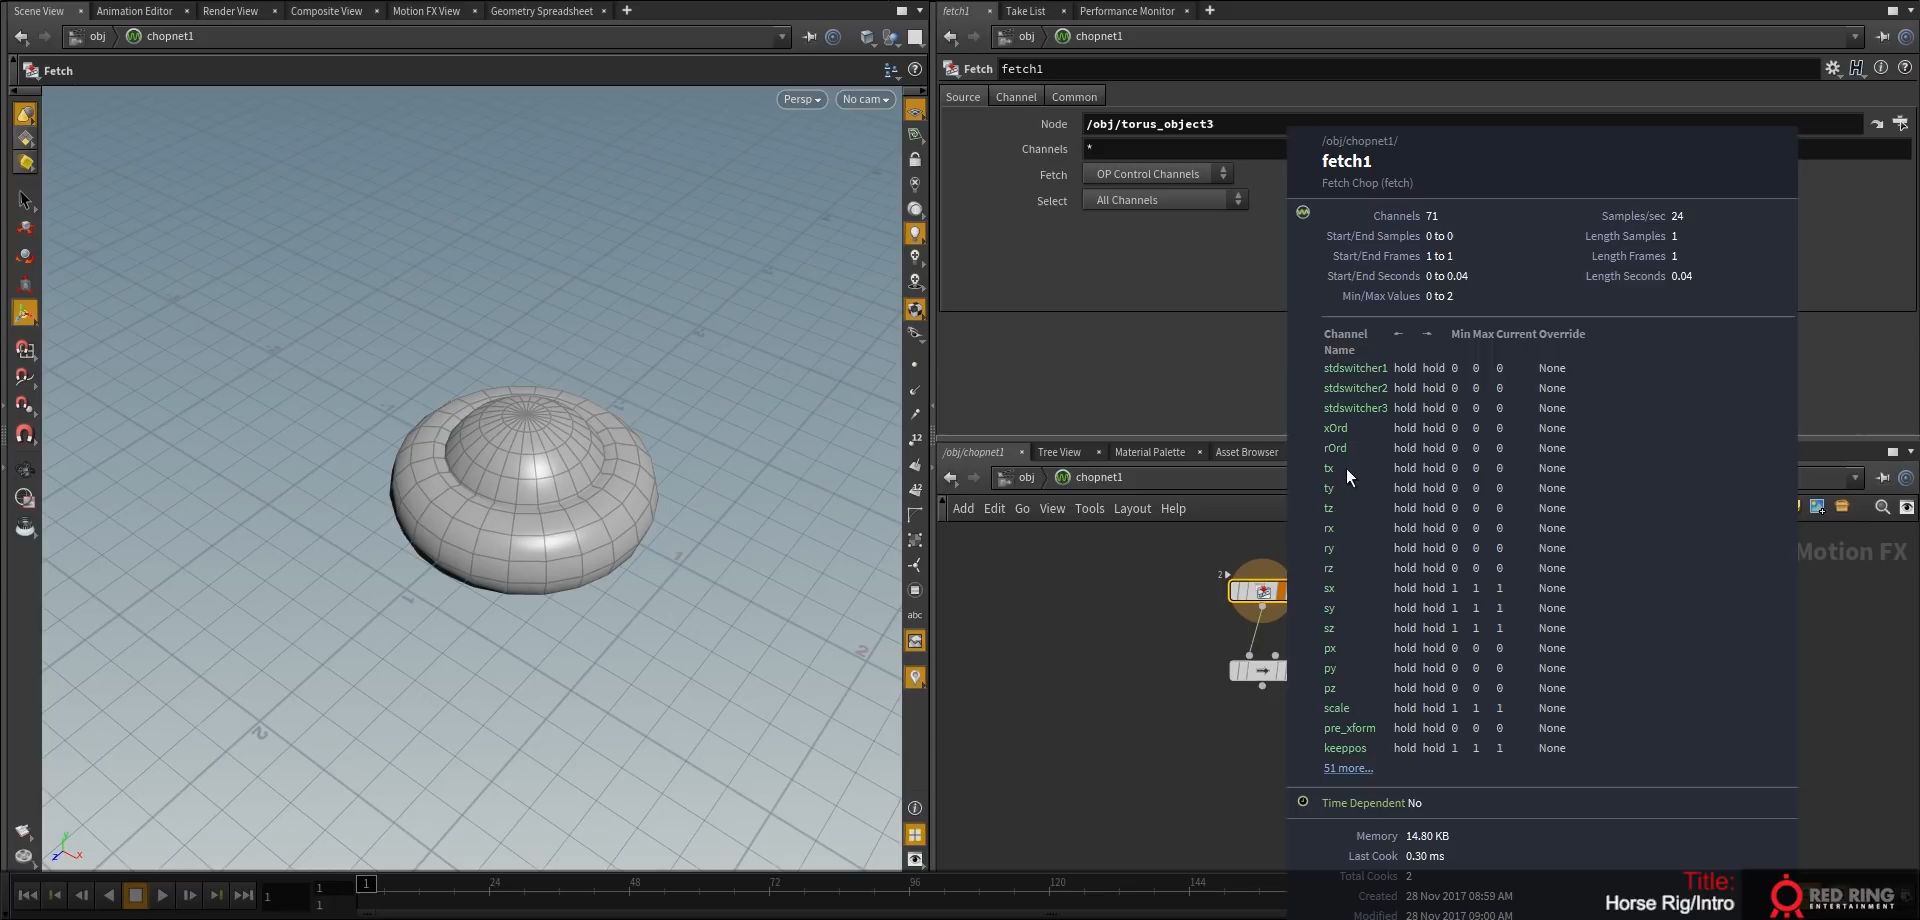 Scene View × Animation Editor × Render View × Composite View × Motion FX View × Geometry Spreadsheet × +
obj chopnet1
Fetch
Persp No cam
abc
12
12
1
2
2
1
1
1
1
24 48 72 96 120 144
fetch1 × Take List × Performance Monitor × +
obj chopnet1
Fetch fetch1
Source Channel Common
Node /obj/torus_object3
Channels *
Fetch OP Control Channels
Select All Channels
/obj/chopnet1/
fetch1
Fetch Chop (fetch)
Channels 71 Samples/sec 24
Start/End Samples 0 to 0 Length Samples 1
Start/End Frames 1 to 1 Length Frames 1
Start/End Seconds 0 to 0.04 Length Seconds 0.04
Min/Max Values 0 to 2
Channel Min Max Current Override
Name
stdswitcher1 hold hold 0 0 0 None
stdswitcher2 hold hold 0 0 0 None
stdswitcher3 hold hold 0 0 0 None
xOrd hold hold 0 0 0 None
rOrd hold hold 0 0 0 None
tx hold hold 0 0 0 None
ty hold hold 0 0 0 None
tz hold hold 0 0 0 None
rx hold hold 0 0 0 None
ry hold hold 0 0 0 None
rz hold hold 0 0 0 None
sx hold hold 1 1 1 None
sy hold hold 1 1 1 None
sz hold hold 1 1 1 None
px hold hold 0 0 0 None
py hold hold 0 0 0 None
pz hold hold 0 0 0 None
scale hold hold 1 1 1 None
pre_xform hold hold 0 0 0 None
keeppos hold hold 1 1 1 None
51 more...
Time Dependent No
Memory 14.80 KB
Last Cook 0.30 ms
Total Cooks 2
Created 28 Nov 2017 08:59 AM
Modified 28 Nov 2017 09:00 AM
/obj/chopnet1 × Tree View × Material Palette × Asset Browser
obj chopnet1
Add Edit Go View Tools Layout Help
Motion FX
2
Title:
Horse Rig/Intro
RED RING
ENTERTAINMENT